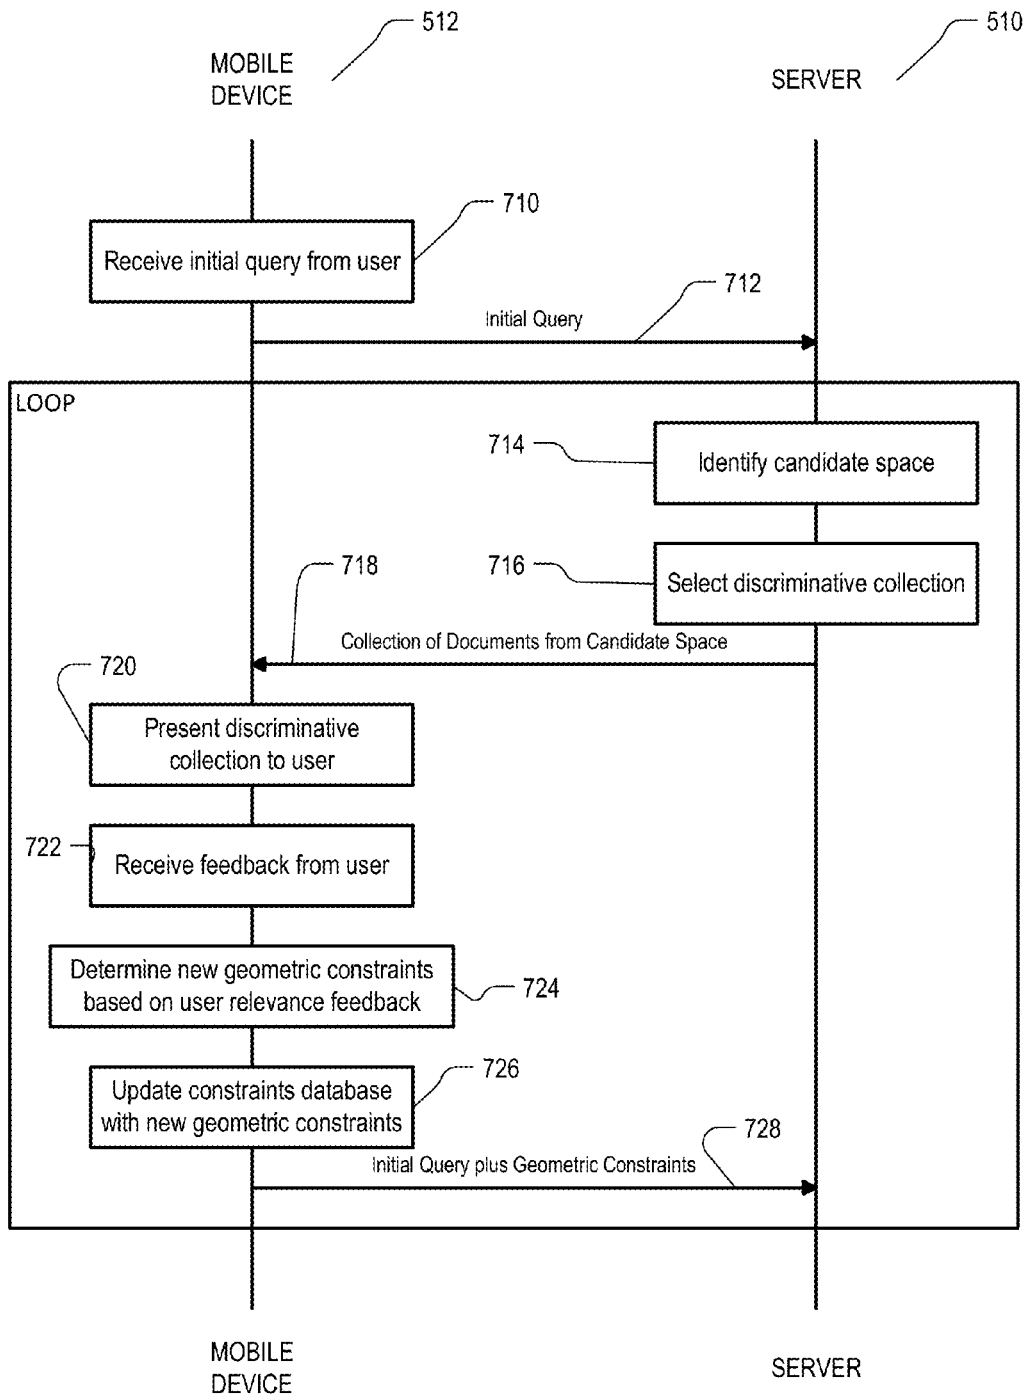 512
510
MOBILE
DEVICE
SERVER
710
Receive initial query from user
712
Initial Query
LOOP
714
Identify candidate space
718
716
Select discriminative collection
Collection of Documents from Candidate Space
720
Present discriminative
collection to user
722
Receive feedback from user
Determine new geometric constraints
based on user relevance feedback
724
726
Update constraints database
with new geometric constraints
728
Initial Query plus Geometric Constraints
MOBILE
DEVICE
SERVER